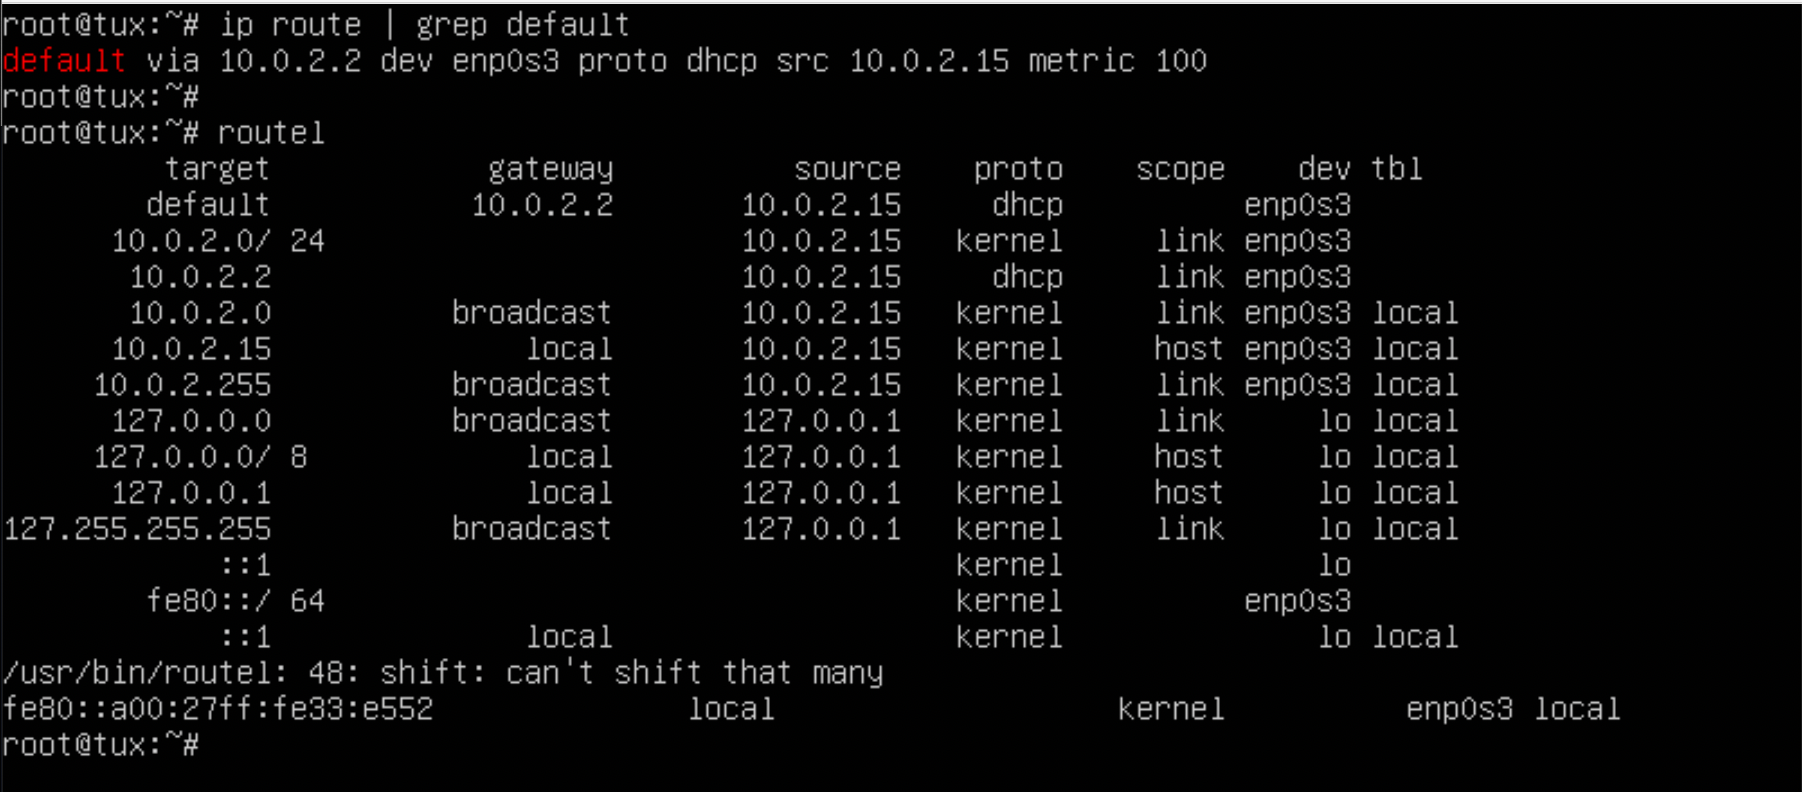 root@tux:~# ip route | grep default
default via 10.0.2.2 dev enp0s3 proto dhcp src 10.0.2.15 metric 100
root@tux:~#
root@tux:~# routel
target gateway source proto scope dev tbl
default 10.0.2.2 10.0.2.15 dhcp enp0s3
10.0.2.0/ 24 10.0.2.15 kernel link enp0s3
10.0.2.2 10.0.2.15 dhcp link enp0s3
10.0.2.0 broadcast 10.0.2.15 kernel link enp0s3 local
10.0.2.15 local 10.0.2.15 kernel host enp0s3 local
10.0.2.255 broadcast 10.0.2.15 kernel link enp0s3 local
127.0.0.0 broadcast 127.0.0.1 kernel link lo local
127.0.0.0/ 8 local 127.0.0.1 kernel host lo local
127.0.0.1 local 127.0.0.1 kernel host lo local
127.255.255.255 broadcast 127.0.0.1 kernel link lo local
::1 kernel lo
fe80::/ 64 kernel enp0s3
::1 local kernel lo local
/usr/bin/routel: 48: shift: can't shift that many
fe80::a00:27ff:fe33:e552 local kernel enp0s3 local
root@tux:~#